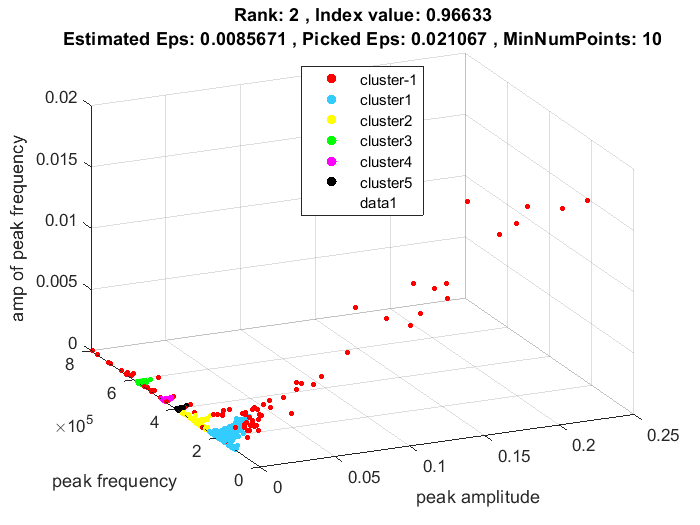 Rank: 2 , Index value: 0.96633
Estimated Eps: 0.0085671 , Picked Eps: 0.021067 , MinNumPoints: 10
cluster-1
cluster1
cluster2
cluster3
cluster4
cluster5
data1
amp of peak frequency
0.02
0.015
0.01
0.005
0
8
6
4
2
0
×10⁵
peak frequency
0
0.05
0.1
0.15
0.2
0.25
peak amplitude